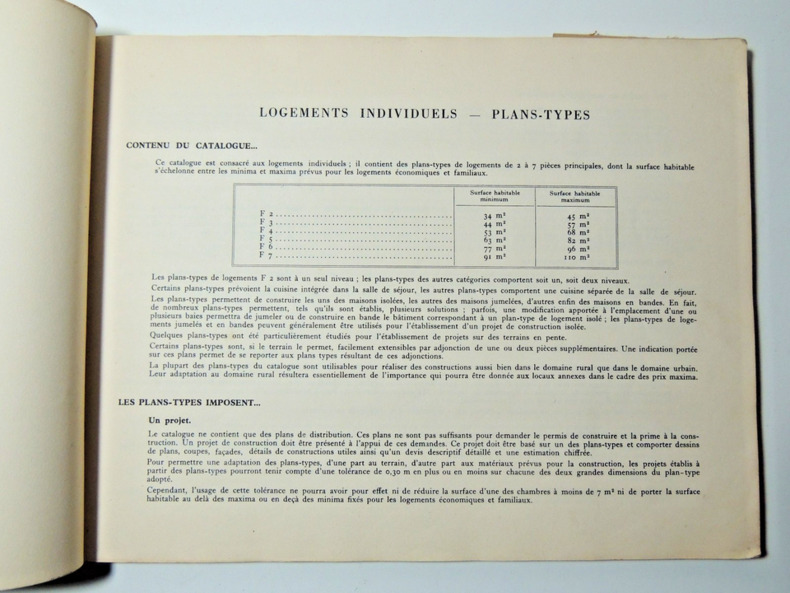 LOGEMENTS INDIVIDUELS — PLANS-TYPES
CONTENU DU CATALOGUE...
Ce catalogue est consacré aux logements individuels ; il contient des plans-types de logements de 2 à 7 pièces principales, dont la surface habitable
s'échelonne entre les minima et maxima prévus pour les logements économiques et familiaux.
Surface habitable minimum Surface habitable maximum
F 2 34 m² 45 m²
F 3 44 m² 57 m²
F 4 53 m² 68 m²
F 5 63 m² 82 m²
F 6 77 m² 96 m²
F 7 91 m² 110 m²
Les plans-types de logements F 2 sont à un seul niveau ; les plans-types des autres catégories comportent soit un, soit deux niveaux.
Certains plans-types prévoient la cuisine intégrée dans la salle de séjour, les autres plans-types comportent une cuisine séparée de la salle de séjour.
Les plans-types permettent de construire les uns des maisons isolées, les autres des maisons jumelées, d'autres enfin des maisons en bandes. En fait,
de nombreux plans-types permettent, tels qu'ils sont établis, plusieurs solutions ; parfois, une modification apportée à l'emplacement d'une ou
plusieurs baies permettra de jumeler ou de construire en bande le bâtiment correspondant à un plan-type de logement isolé ; les plans-types de loge-
ments jumelés et en bandes peuvent généralement être utilisés pour l'établissement d'un projet de construction isolée.
Quelques plans-types ont été particulièrement étudiés pour l'établissement de projets sur des terrains en pente.
Certains plans-types sont, si le terrain le permet, facilement extensibles par adjonction de une ou deux pièces supplémentaires. Une indication portée
sur ces plans permet de se reporter aux plans types résultant de ces adjonctions.
La plupart des plans-types du catalogue sont utilisables pour réaliser des constructions aussi bien dans le domaine rural que dans le domaine urbain.
Leur adaptation au domaine rural résultera essentiellement de l'importance qui pourra être donnée aux locaux annexes dans le cadre des prix maxima.
LES PLANS-TYPES IMPOSENT...
Un projet.
Le catalogue ne contient que des plans de distribution. Ces plans ne sont pas suffisants pour demander le permis de construire et la prime à la cons-
truction. Un projet de construction doit être présenté à l'appui de ces demandes. Ce projet doit être basé sur un des plans-types et comporter dessins
de plans, coupes, façades, détails de constructions utiles ainsi qu'un devis descriptif détaillé et une estimation chiffrée.
Pour permettre une adaptation des plans-types, d'une part au terrain, d'autre part aux matériaux prévus pour la construction, les projets établis à
partir des plans-types pourront tenir compte d'une tolérance de 0,30 m en plus ou en moins sur chacune des deux grandes dimensions du plan-type
adopté.
Cependant, l'usage de cette tolérance ne pourra avoir pour effet ni de réduire la surface d'une des chambres à moins de 7 m² ni de porter la surface
habitable au delà des maxima ou en deçà des minima fixés pour les logements économiques et familiaux.